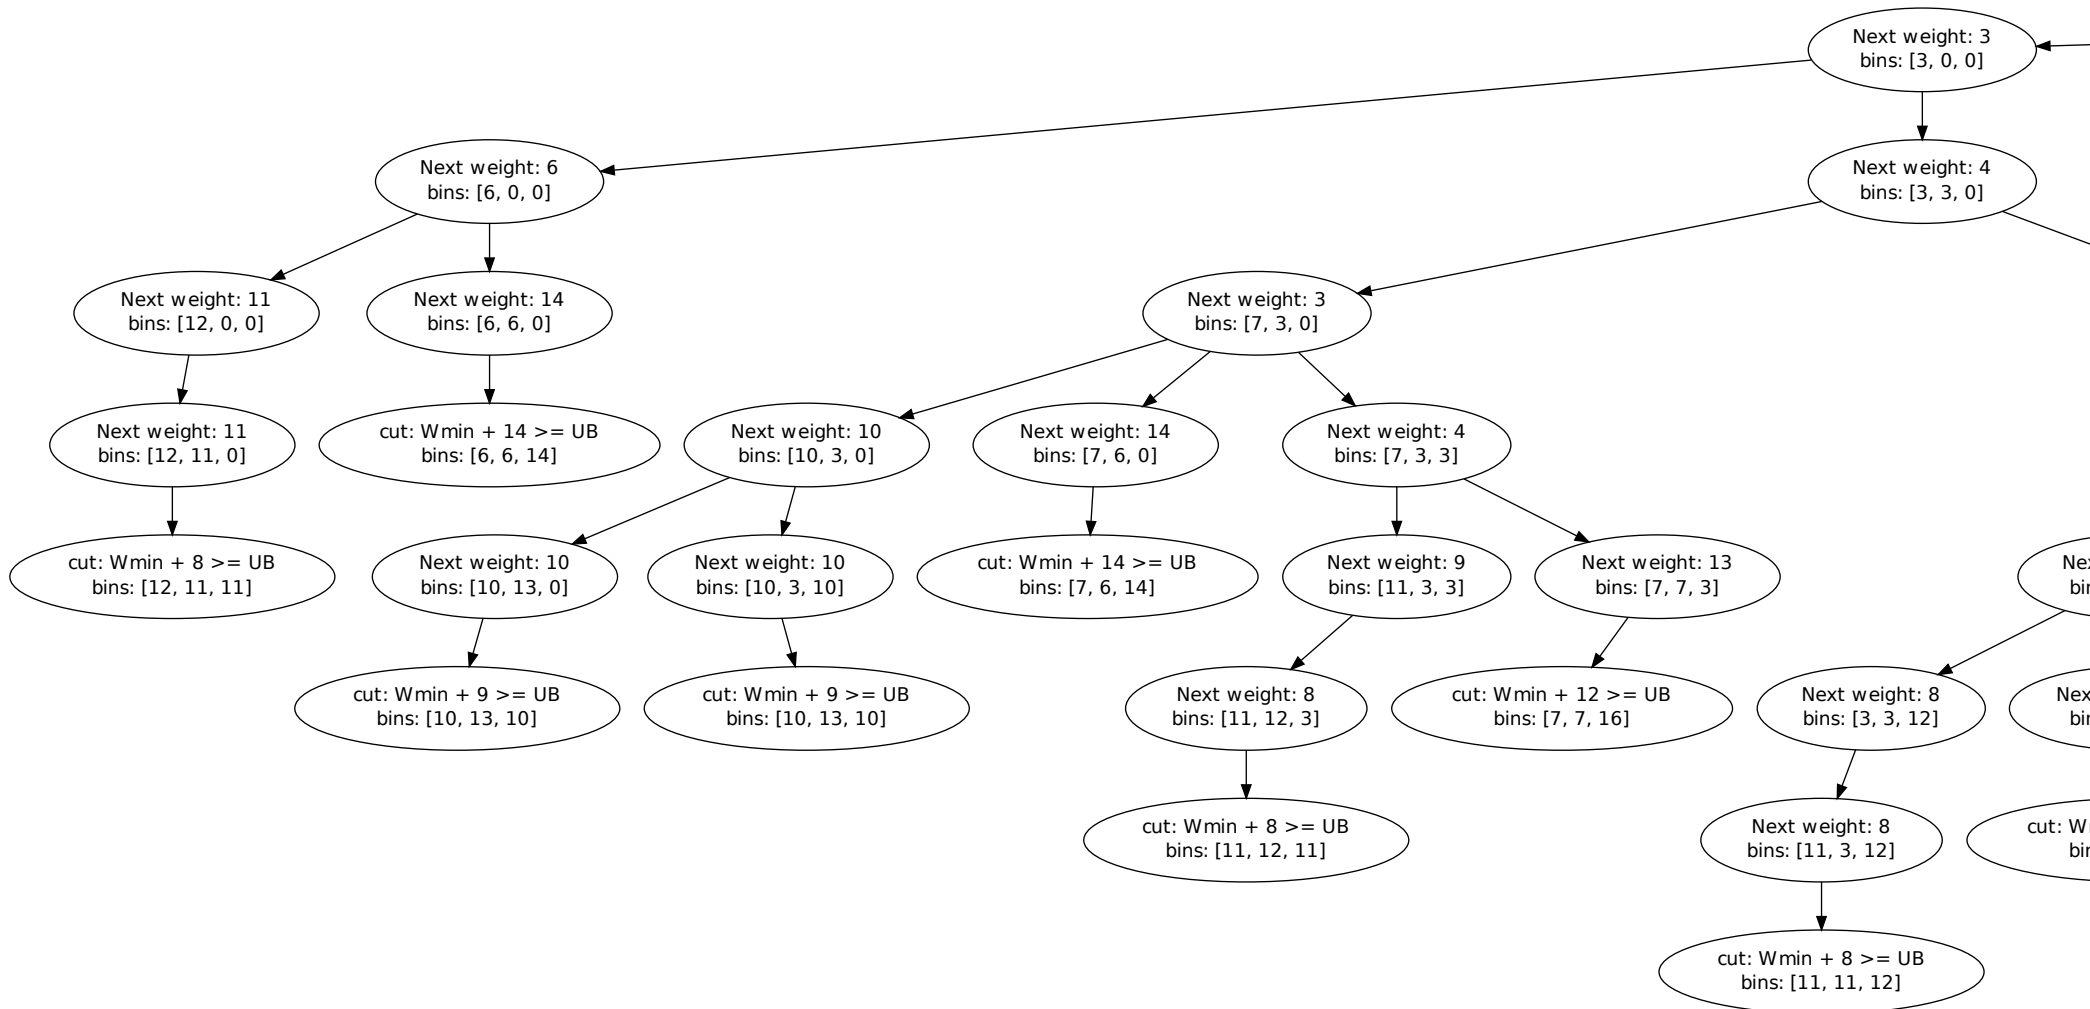 Next weight: 3
bins: [3, 0, 0]
Next weight: 6
bins: [6, 0, 0]
Next weight: 4
bins: [3, 3, 0]
Next weight: 11
bins: [12, 0, 0]
Next weight: 14
bins: [6, 6, 0]
Next weight: 3
bins: [7, 3, 0]
Next weight: 11
bins: [12, 11, 0]
cut: Wmin + 14 >= UB
bins: [6, 6, 14]
Next weight: 10
bins: [10, 3, 0]
Next weight: 14
bins: [7, 6, 0]
Next weight: 4
bins: [7, 3, 3]
cut: Wmin + 8 >= UB
bins: [12, 11, 11]
Next weight: 10
bins: [10, 13, 0]
Next weight: 10
bins: [10, 3, 10]
cut: Wmin + 14 >= UB
bins: [7, 6, 14]
Next weight: 9
bins: [11, 3, 3]
Next weight: 13
bins: [7, 7, 3]
cut: Wmin + 9 >= UB
bins: [10, 13, 10]
cut: Wmin + 9 >= UB
bins: [10, 13, 10]
Next weight: 8
bins: [11, 12, 3]
cut: Wmin + 12 >= UB
bins: [7, 7, 16]
Next weight: 8
bins: [3, 3, 12]
cut: Wmin + 8 >= UB
bins: [11, 12, 11]
Next weight: 8
bins: [11, 3, 12]
cut:
cut: Wmin + 8 >= UB
bins: [11, 11, 12]